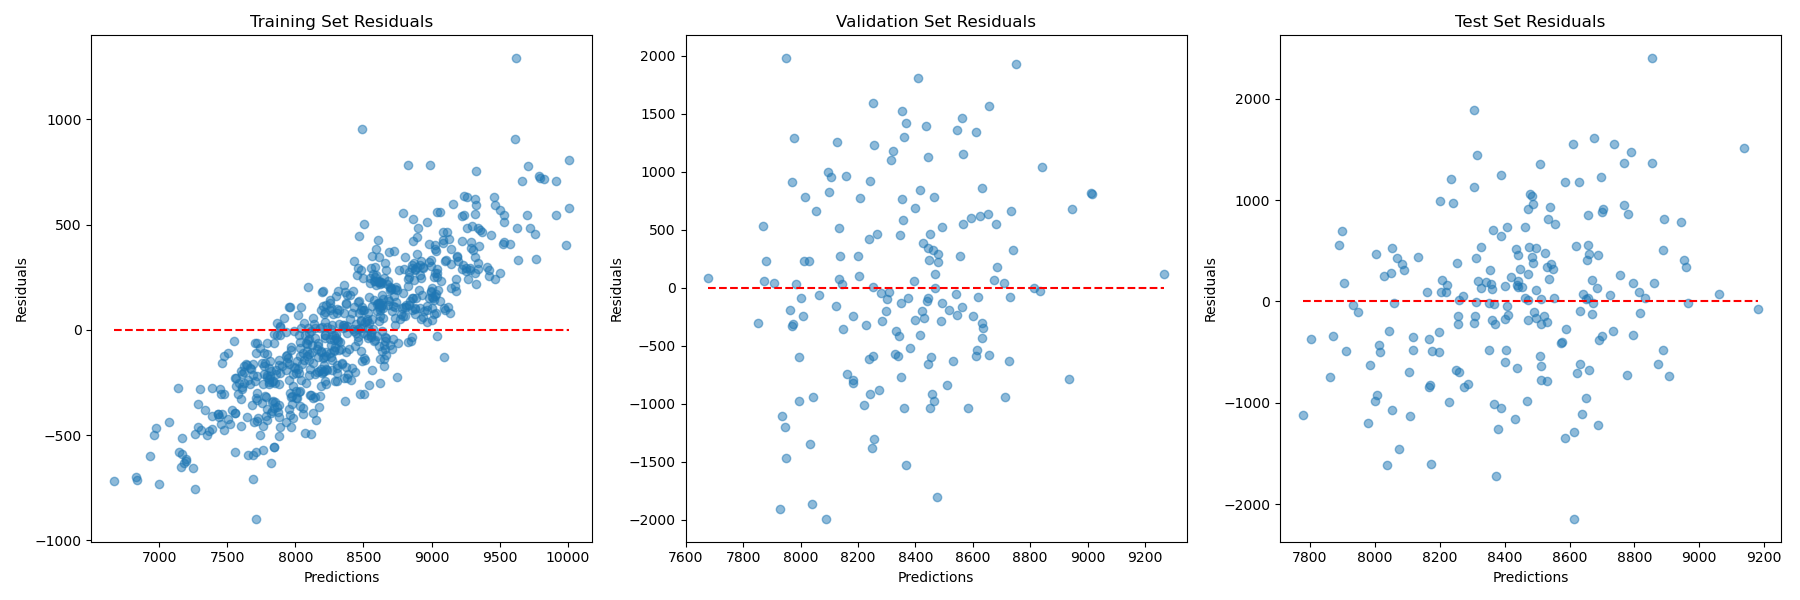 Training Set Residuals
Residuals
1000
500
0
−500
−1000
7000 7500 8000 8500 9000 9500 10000
Predictions
Validation Set Residuals
Residuals
2000
1500
1000
500
0
−500
−1000
−1500
−2000
7600 7800 8000 8200 8400 8600 8800 9000 9200
Predictions
Test Set Residuals
Residuals
2000
1000
0
−1000
−2000
7800 8000 8200 8400 8600 8800 9000 9200
Predictions